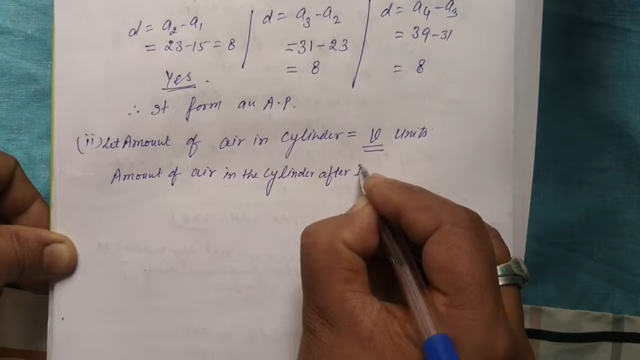 d = a₂-a₁
= 23-15 = 8
d = a₃-a₂
= 31-23
= 8
d = a₄-a₃
= 39-31
= 8
Yes.
∴ It form an A.P.
(ii) let Amount of air in cylinder = 10 Units.
Amount of air in the cylinder after